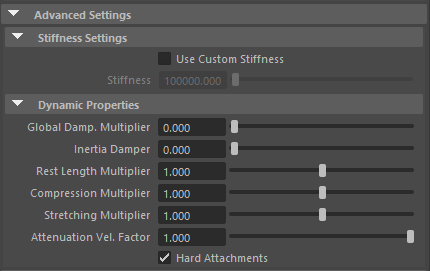 Advanced Settings
Stiffness Settings
Use Custom Stiffness
Stiffness 100000.000
Dynamic Properties
Global Damp. Multiplier 0.000
Inertia Damper 0.000
Rest Length Multiplier 1.000
Compression Multiplier 1.000
Stretching Multiplier 1.000
Attenuation Vel. Factor 1.000
Hard Attachments